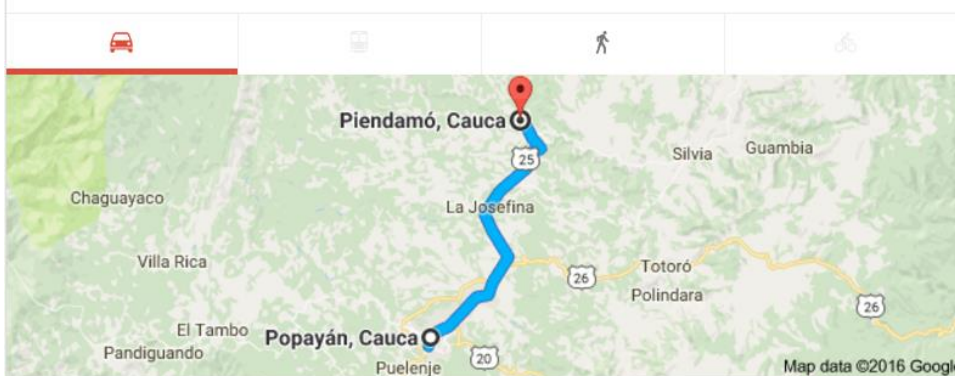 Piendamó, Cauca
25
Silvia
Guambia
Chaguayaco
La Josefina
Villa Rica
26
Totoró
Polindara
26
El Tambo
Popayán, Cauca
Pandiguando
20
Puelenje
Map data ©2016 Google